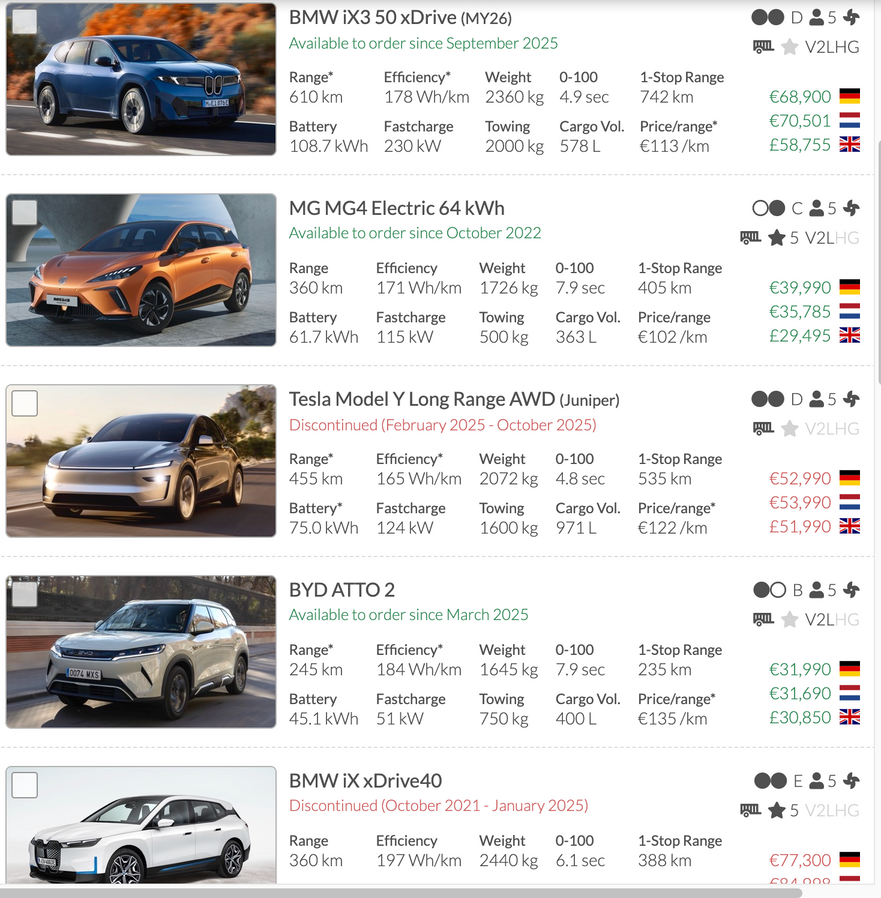 BMW iX3 50 xDrive (MY26)
D 5
Available to order since September 2025
V2LHG
Range* Efficiency* Weight 0-100 1-Stop Range
610 km 178 Wh/km 2360 kg 4.9 sec 742 km
€68,900
Battery Fastcharge Towing Cargo Vol. Price/range*
€70,501
108.7 kWh 230 kW 2000 kg 578 L €113 /km
£58,755
MG MG4 Electric 64 kWh
C 5
Available to order since October 2022
5 V2LHG
Range Efficiency Weight 0-100 1-Stop Range
360 km 171 Wh/km 1726 kg 7.9 sec 405 km
€39,990
Battery Fastcharge Towing Cargo Vol. Price/range
€35,785
61.7 kWh 115 kW 500 kg 363 L €102 /km
£29,495
Tesla Model Y Long Range AWD (Juniper)
D 5
Discontinued (February 2025 - October 2025)
V2LHG
Range* Efficiency* Weight 0-100 1-Stop Range
455 km 165 Wh/km 2072 kg 4.8 sec 535 km
€52,990
Battery* Fastcharge Towing Cargo Vol. Price/range*
€53,990
75.0 kWh 124 kW 1600 kg 971 L €122 /km
£51,990
BYD ATTO 2
B 5
Available to order since March 2025
V2LHG
Range* Efficiency* Weight 0-100 1-Stop Range
245 km 184 Wh/km 1645 kg 7.9 sec 235 km
€31,990
0074 MXS
Battery Fastcharge Towing Cargo Vol. Price/range*
€31,690
45.1 kWh 51 kW 750 kg 400 L €135 /km
£30,850
BMW iX xDrive40
E 5
Discontinued (October 2021 - January 2025)
5 V2LHG
Range Efficiency Weight 0-100 1-Stop Range
360 km 197 Wh/km 2440 kg 6.1 sec 388 km
€77,300